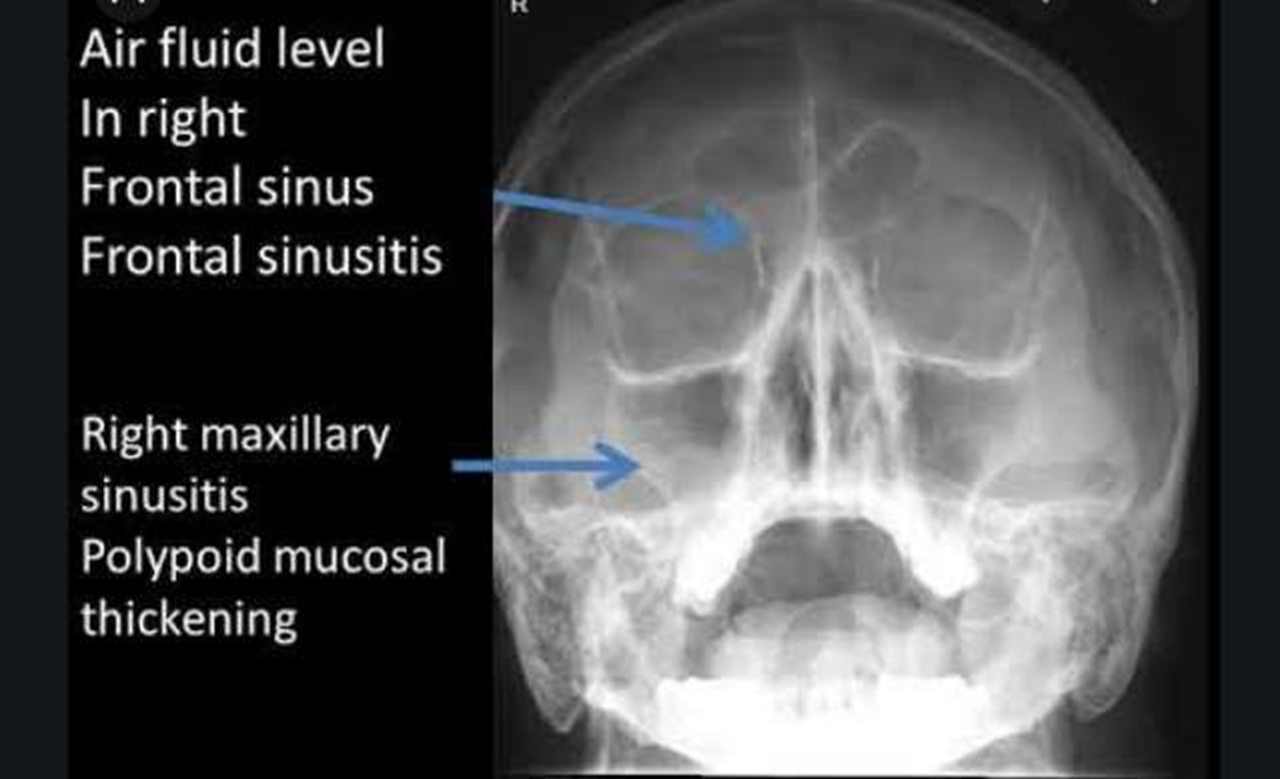 R
Air fluid level
In right
Frontal sinus
Frontal sinusitis
Right maxillary
sinusitis
Polypoid mucosal
thickening